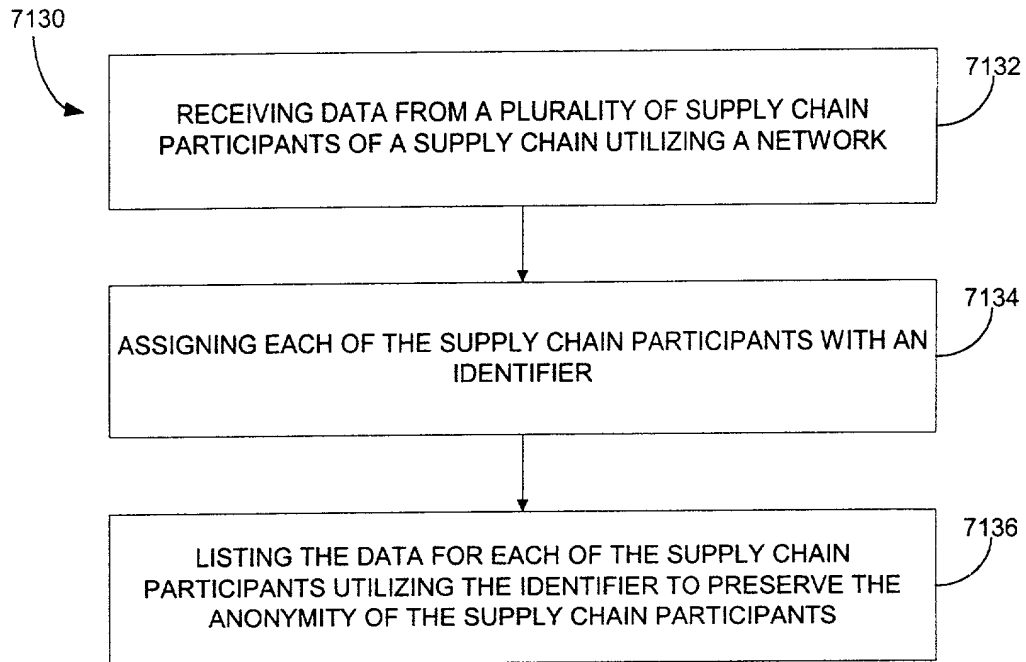 7130
7132
RECEIVING DATA FROM A PLURALITY OF SUPPLY CHAIN
PARTICIPANTS OF A SUPPLY CHAIN UTILIZING A NETWORK
7134
ASSIGNING EACH OF THE SUPPLY CHAIN PARTICIPANTS WITH AN
IDENTIFIER
7136
LISTING THE DATA FOR EACH OF THE SUPPLY CHAIN
PARTICIPANTS UTILIZING THE IDENTIFIER TO PRESERVE THE
ANONYMITY OF THE SUPPLY CHAIN PARTICIPANTS